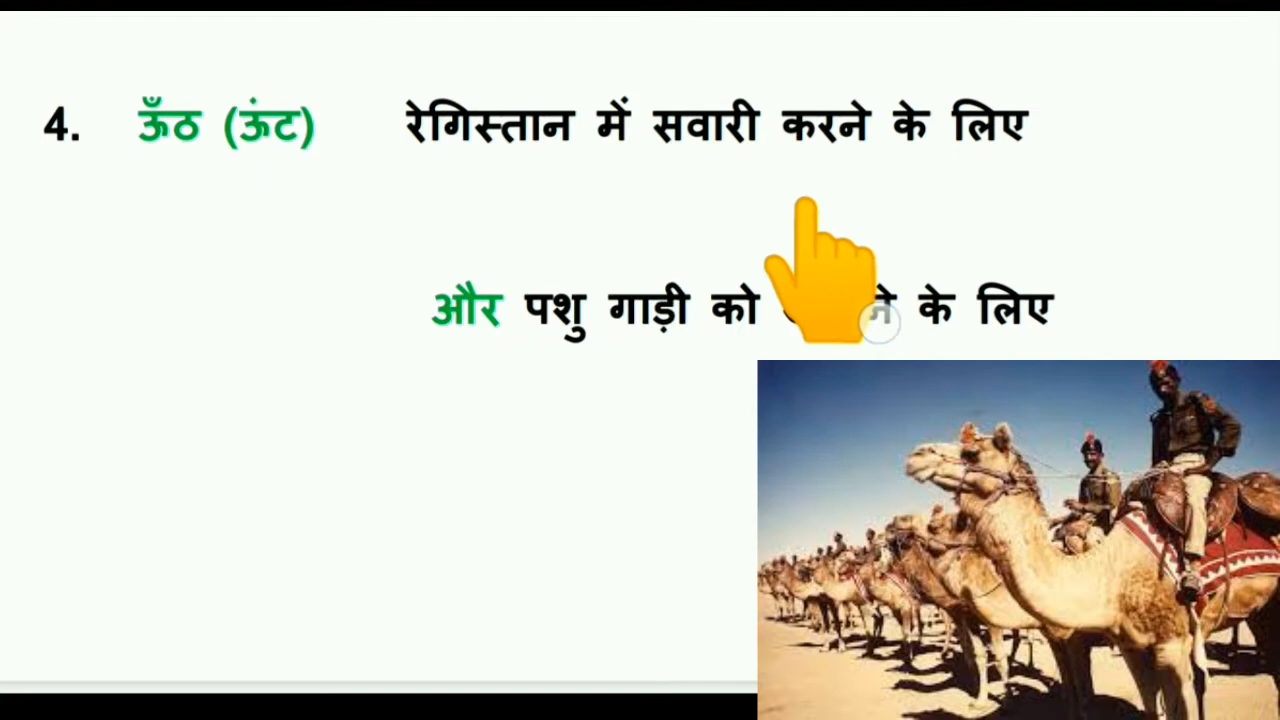 4. ऊँठ (ऊंट) रेगिस्तान में सवारी करने के लिए
और पशु गाड़ी को के लिए